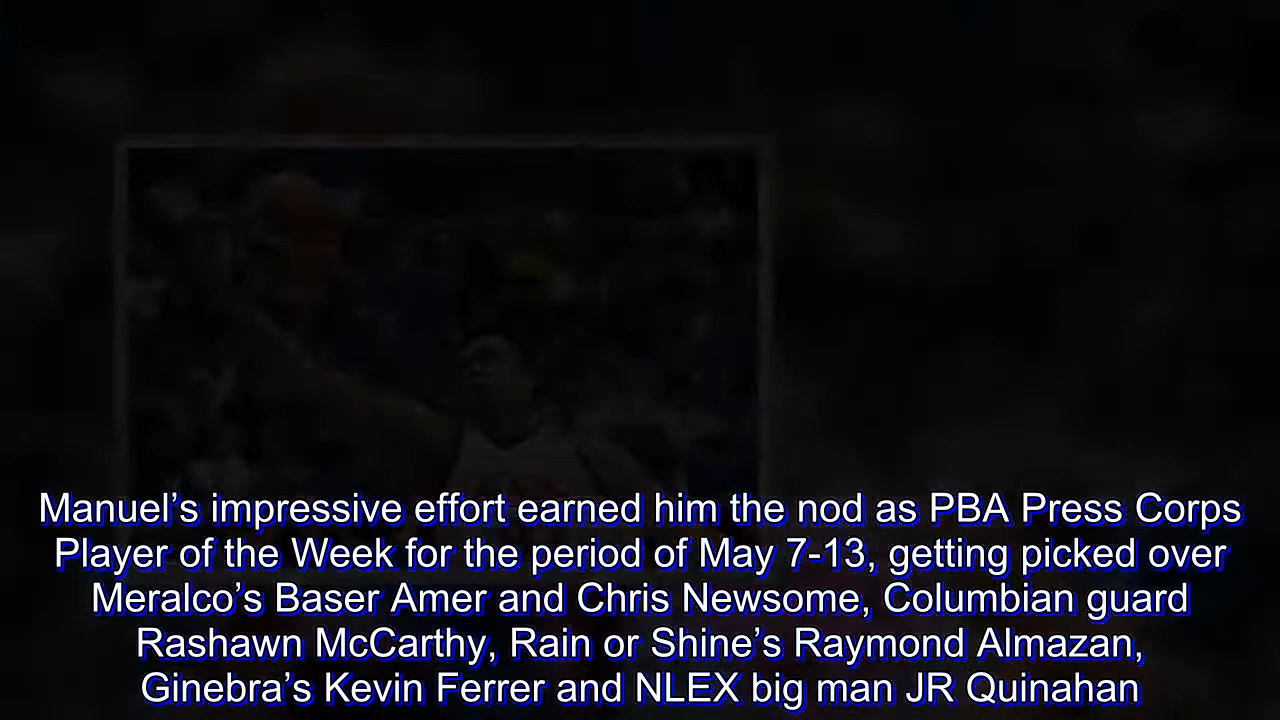 Manuel’s impressive effort earned him the nod as PBA Press Corps
Player of the Week for the period of May 7-13, getting picked over
Meralco’s Baser Amer and Chris Newsome, Columbian guard
Rashawn McCarthy, Rain or Shine’s Raymond Almazan,
Ginebra’s Kevin Ferrer and NLEX big man JR Quinahan